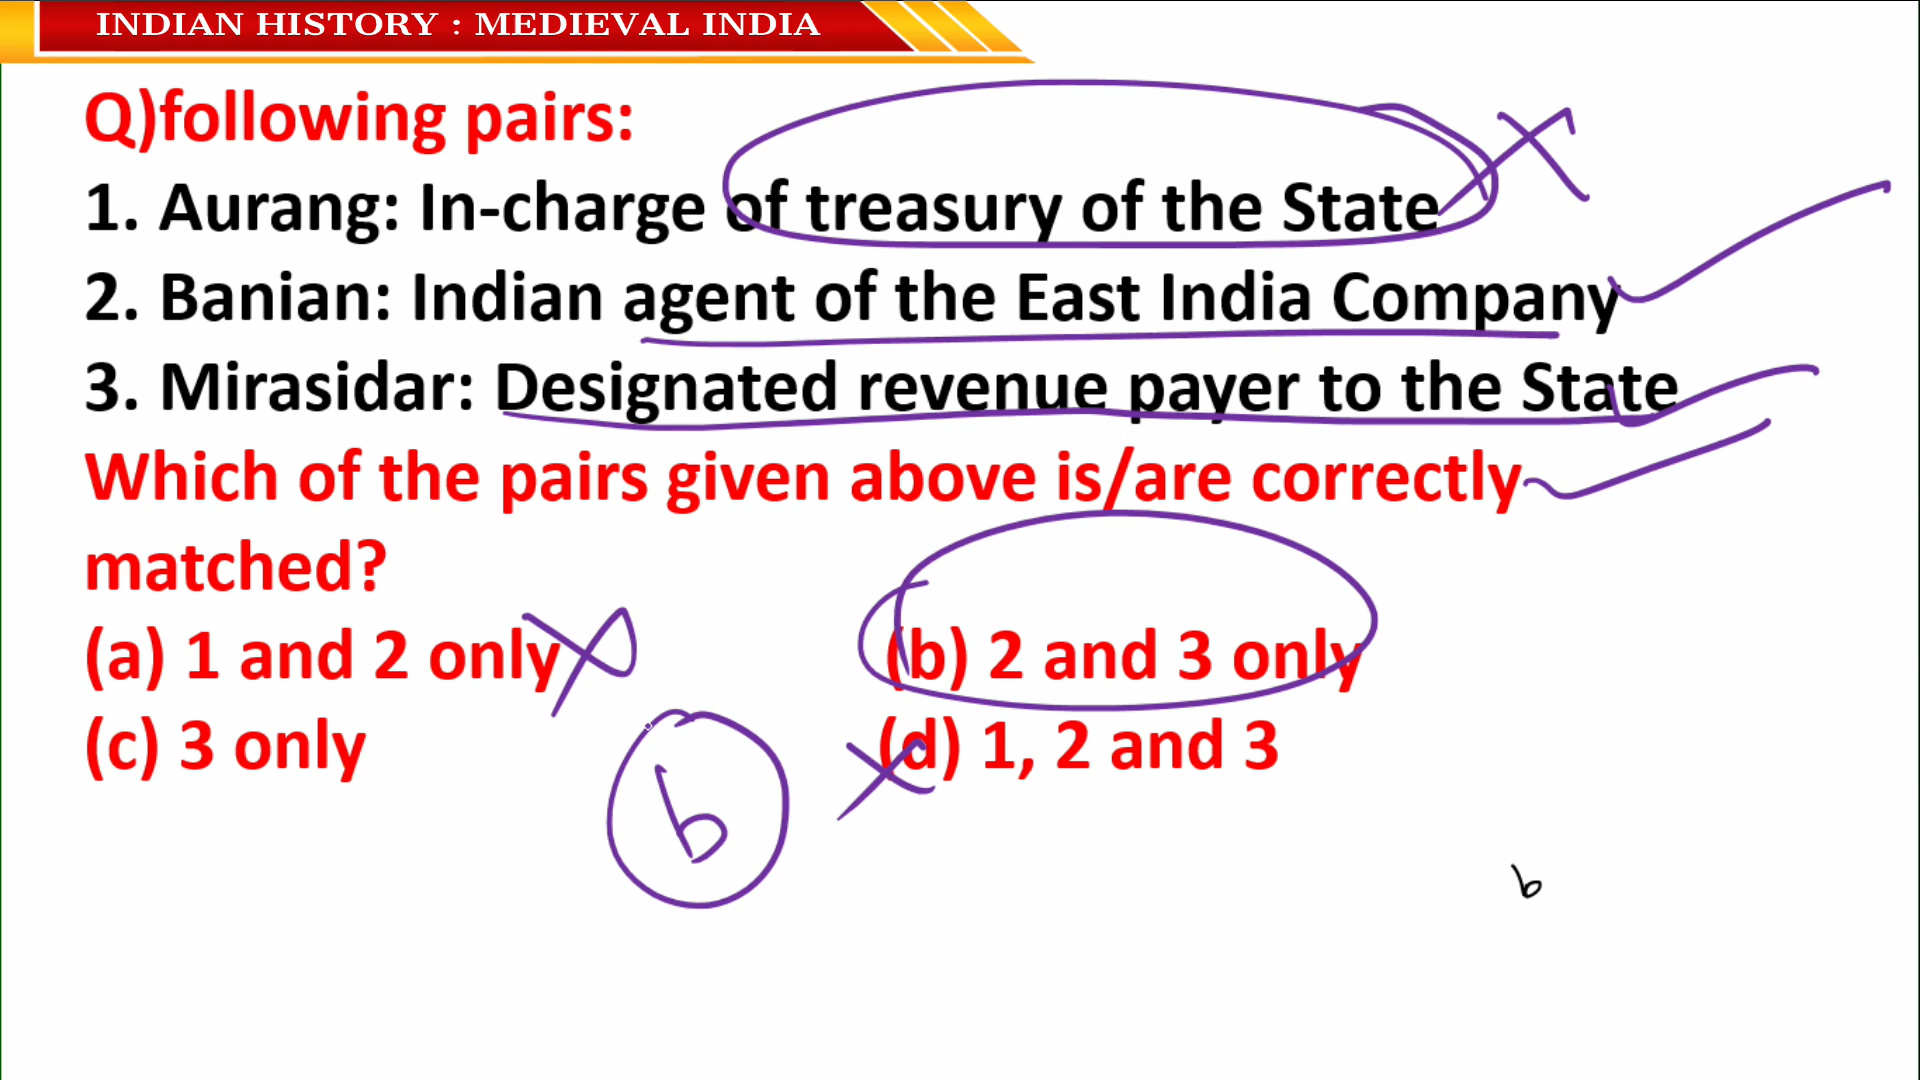 INDIAN HISTORY : MEDIEVAL INDIA
Q)following pairs:
1. Aurang: In-charge of treasury of the State
2. Banian: Indian agent of the East India Company
3. Mirasidar: Designated revenue payer to the State
Which of the pairs given above is/are correctly
matched?
(a) 1 and 2 only (b) 2 and 3 only
(c) 3 only (d) 1, 2 and 3
b
b